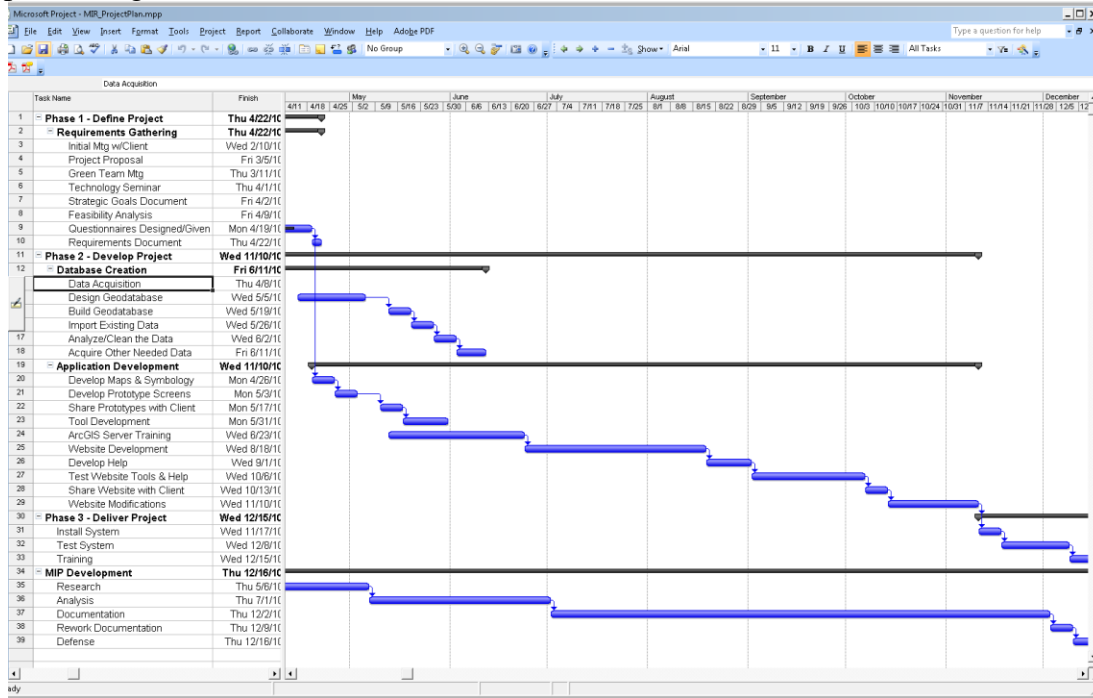 Microsoft Project - MIR_ProjectPlan.mpp
File Edit View Insert Format Tools Project Report Collaborate Window Help Adobe PDF Type a question for help
No Group Show Arial 11 B I U All Tasks
Data Acquisition
Task Name Finish May June July August September October November December
4/11 4/18 4/25 5/2 5/9 5/16 5/23 5/30 6/6 6/13 6/20 6/27 7/4 7/11 7/18 7/25 8/1 8/8 8/15 8/22 8/29 9/5 9/12 9/19 9/26 10/3 10/10 10/17 10/24 10/31 11/7 11/14 11/21 11/28 12/5 12
1 Phase 1 - Define Project Thu 4/22/10
2 Requirements Gathering Thu 4/22/10
3 Initial Mtg w/Client Wed 2/10/10
4 Project Proposal Fri 3/5/10
5 Green Team Mtg Thu 3/11/10
6 Technology Seminar Thu 4/1/10
7 Strategic Goals Document Fri 4/2/10
8 Feasibility Analysis Fri 4/9/10
9 Questionnaires Designed/Given Mon 4/19/10
10 Requirements Document Thu 4/22/10
11 Phase 2 - Develop Project Wed 11/10/10
12 Database Creation Fri 6/11/10
Data Acquisition Thu 4/8/10
Design Geodatabase Wed 5/5/10
Build Geodatabase Wed 5/19/10
Import Existing Data Wed 5/26/10
17 Analyze/Clean the Data Wed 6/2/10
18 Acquire Other Needed Data Fri 6/11/10
19 Application Development Wed 11/10/10
20 Develop Maps & Symbology Mon 4/26/10
21 Develop Prototype Screens Mon 5/3/10
22 Share Prototypes with Client Mon 5/17/10
23 Tool Development Mon 5/31/10
24 ArcGIS Server Training Wed 6/23/10
25 Website Development Wed 8/18/10
26 Develop Help Wed 9/1/10
27 Test Website Tools & Help Wed 10/6/10
28 Share Website with Client Wed 10/13/10
29 Website Modifications Wed 11/10/10
30 Phase 3 - Deliver Project Wed 12/15/10
31 Install System Wed 11/17/10
32 Test System Wed 12/8/10
33 Training Wed 12/15/10
34 MIP Development Thu 12/16/10
35 Research Thu 5/6/10
36 Analysis Thu 7/1/10
37 Documentation Thu 12/2/10
38 Rework Documentation Thu 12/9/10
39 Defense Thu 12/16/10
ady